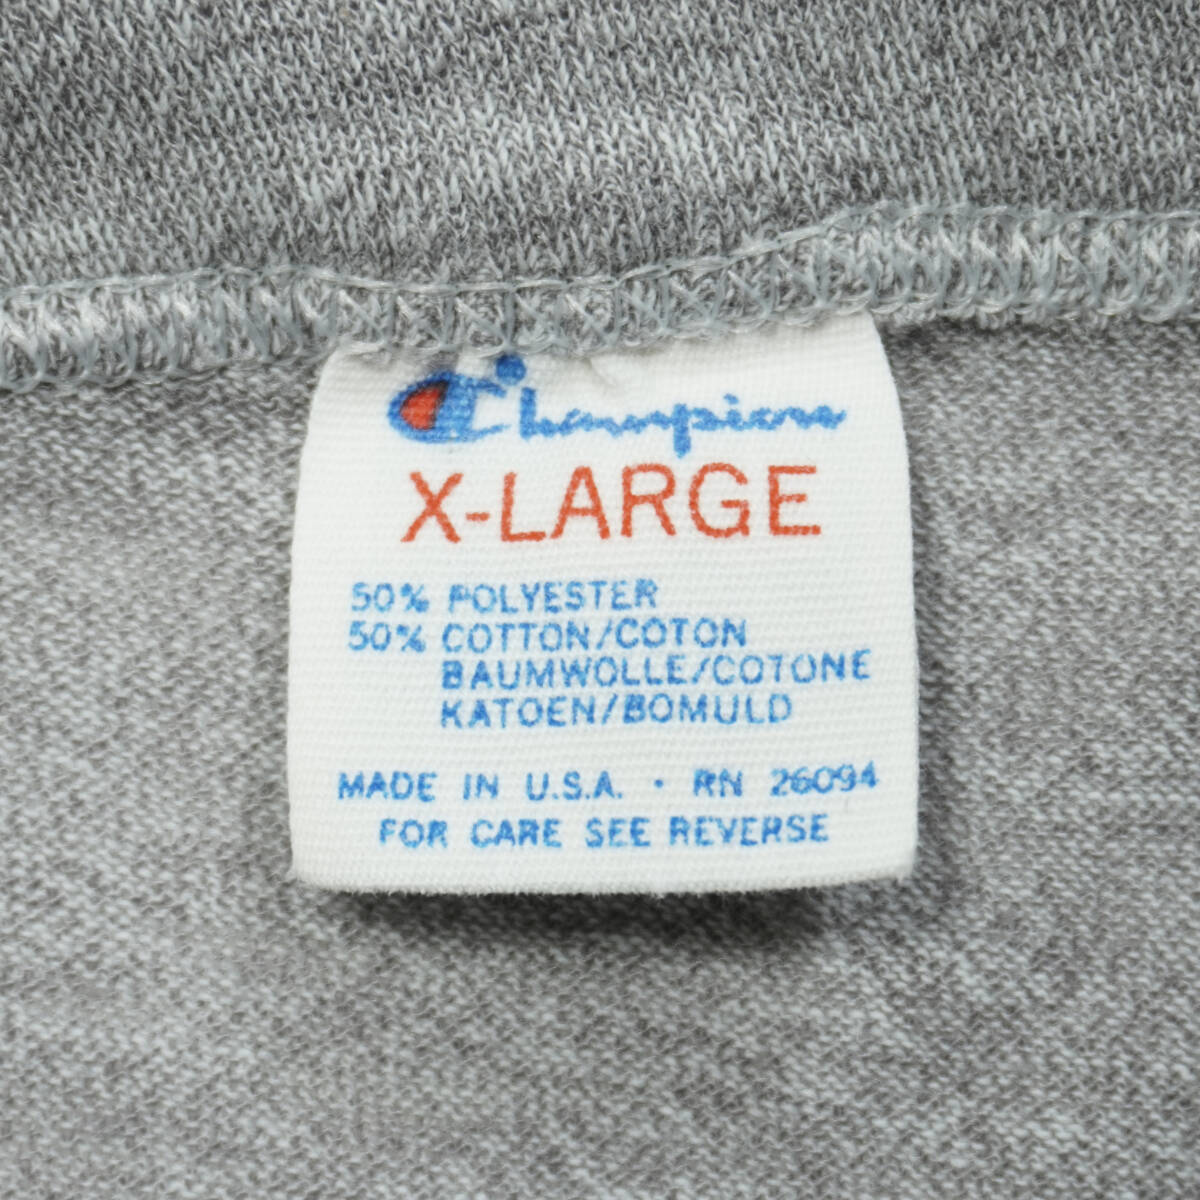 Champion
X-LARGE
50% POLYESTER
50% COTTON/COTON
BAUMWOLLE/COTONE
KATOEN/BOMULD
MADE IN U.S.A. · RN 26094
FOR CARE SEE REVERSE